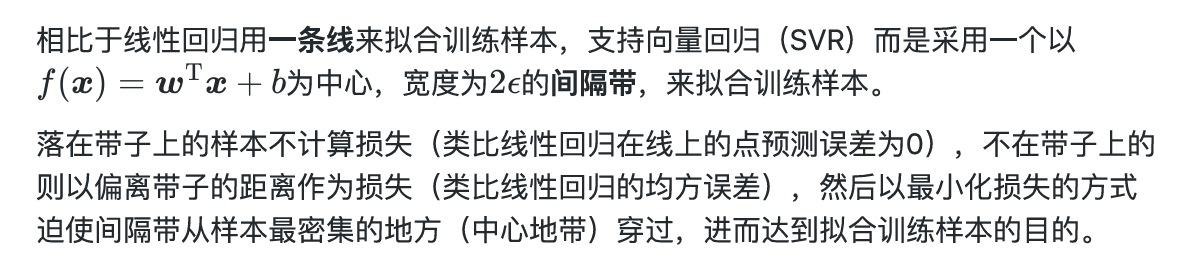 相比于线性回归用一条线来拟合训练样本，支持向量回归（SVR）而是采用一个以
f(x) = wᵀx + b为中心，宽度为2ϵ的间隔带，来拟合训练样本。
落在带子上的样本不计算损失（类比线性回归在线上的点预测误差为0），不在带子上的
则以偏离带子的距离作为损失（类比线性回归的均方误差），然后以最小化损失的方式
迫使间隔带从样本最密集的地方（中心地带）穿过，进而达到拟合训练样本的目的。